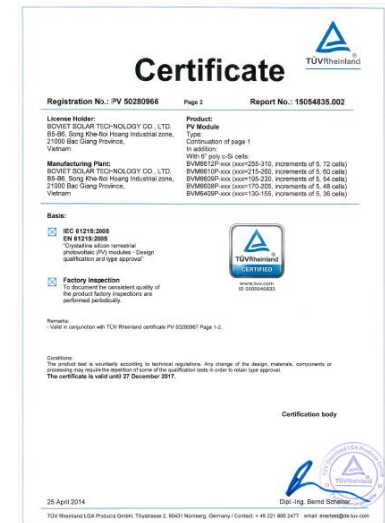 TÜVRheinland
Certificate
Registration No.: PV 50280966 Page 2 Report No.: 15054835.002
License Holder:
BOVIET SOLAR TECHNOLOGY CO., LTD.
B5-B6, Song Khe-Noi Hoang Industrial zone,
21000 Bac Giang Province,
Vietnam
Manufacturing Plant:
BOVIET SOLAR TECHNOLOGY CO., LTD.
B5-B6, Song Khe-Noi Hoang Industrial zone,
21000 Bac Giang Province,
Vietnam
Product:
PV Module
Type:
Continuation of page 1
In addition:
With 6" poly c-Si cells:
BVM6612P-xxx (xxx=255-310, increments of 5, 72 cells)
BVM6610P-xxx (xxx=215-260, increments of 5, 60 cells)
BVM6609P-xxx (xxx=195-230, increments of 5, 54 cells)
BVM6608P-xxx (xxx=170-205, increments of 5, 48 cells)
BVM6409P-xxx (xxx=130-155, increments of 5, 36 cells)
Basis:
IEC 61215:2005
EN 61215:2005
"Crystalline silicon terrestrial
photovoltaic (PV) modules - Design
qualification and type approval"
Factory Inspection
To document the consistent quality of
the product factory inspections are
performed periodically.
TÜVRheinland
CERTIFIED
www.tuv.com
ID 0000040833
Remarks:
- Valid in conjunction with TÜV Rheinland certificate PV 50280967 Page 1-2.
Conditions:
The product test is voluntarily according to technical regulations. Any change of the design, materials, components or
processing may require the repetition of some of the qualification tests in order to retain type approval.
The certificate is valid until 27 December 2017.
Certification body
TÜVRheinland
25 April 2014 Dipl.-Ing. Bernd Schäfer
TÜV Rheinland LGA Products GmbH, Tillystrasse 2, 90431 Nürnberg, Germany / Contact: + 49 221 806 2477 email: enertest@de.tuv.com